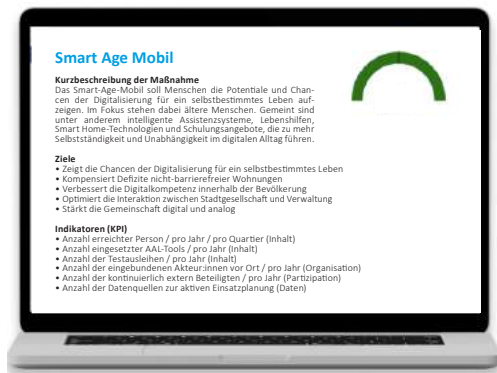 Smart Age Mobil
Kurzbeschreibung der Maßnahme
Das Smart-Age-Mobil soll Menschen die Potentiale und Chan-
cen der Digitalisierung für ein selbstbestimmtes Leben auf-
zeigen. Im Fokus stehen dabei ältere Menschen. Gemeint sind
unter anderem intelligente Assistenzsysteme, Lebenshilfen,
Smart Home-Technologien und Schulungsangebote, die zu mehr
Selbstständigkeit und Unabhängigkeit im digitalen Alltag führen.
Ziele
• Zeigt die Chancen der Digitalisierung für ein selbstbestimmtes Leben
• Kompensiert Defizite nicht-barrierefreier Wohnungen
• Verbessert die Digitalkompetenz innerhalb der Bevölkerung
• Optimiert die Interaktion zwischen Stadtgesellschaft und Verwaltung
• Stärkt die Gemeinschaft digital und analog
Indikatoren (KPI)
• Anzahl erreichter Person / pro Jahr / pro Quartier (Inhalt)
• Anzahl eingesetzter AAL-Tools / pro Jahr (Inhalt)
• Anzahl der Testausleihen / pro Jahr (Inhalt)
• Anzahl der eingebundenen Akteur:innen vor Ort / pro Jahr (Organisation)
• Anzahl der kontinuierlich extern Beteiligten / pro Jahr (Partizipation)
• Anzahl der Datenquellen zur aktiven Einsatzplanung (Daten)